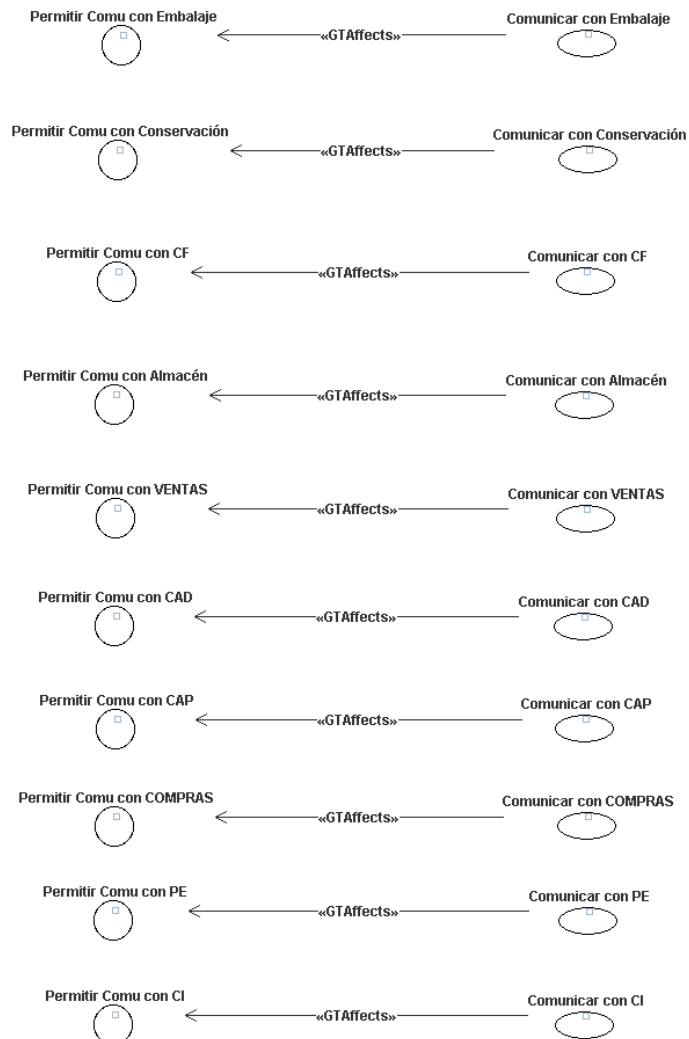 Permitir Comu con Embalaje
«GTAffects»
Comunicar con Embalaje
Permitir Comu con Conservación
«GTAffects»
Comunicar con Conservación
Permitir Comu con CF
«GTAffects»
Comunicar con CF
Permitir Comu con Almacén
«GTAffects»
Comunicar con Almacén
Permitir Comu con VENTAS
«GTAffects»
Comunicar con VENTAS
Permitir Comu con CAD
«GTAffects»
Comunicar con CAD
Permitir Comu con CAP
«GTAffects»
Comunicar con CAP
Permitir Comu con COMPRAS
«GTAffects»
Comunicar con COMPRAS
Permitir Comu con PE
«GTAffects»
Comunicar con PE
Permitir Comu con CI
«GTAffects»
Comunicar con CI